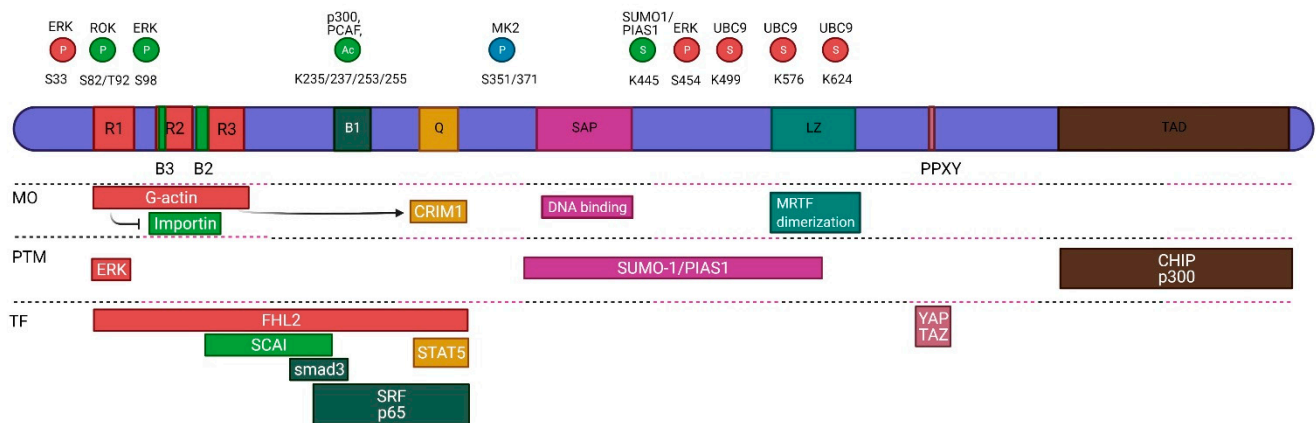 ERK ROK ERK p300, PCAF, MK2 SUMO1/ PIAS1 ERK UBC9 UBC9 UBC9
P P P Ac P S P S S S
S33 S82/T92 S98 K235/237/253/255 S351/371 K445 S454 K499 K576 K624
R1 R2 R3 B1 Q SAP LZ TAD
B3 B2 PPXY
MO
G-actin
Importin
CRIM1
DNA binding
MRTF
dimerization
PTM
ERK
SUMO-1/PIAS1
CHIP
p300
TF
FHL2
SCAI
smad3
SRF
p65
STAT5
YAP
TAZ